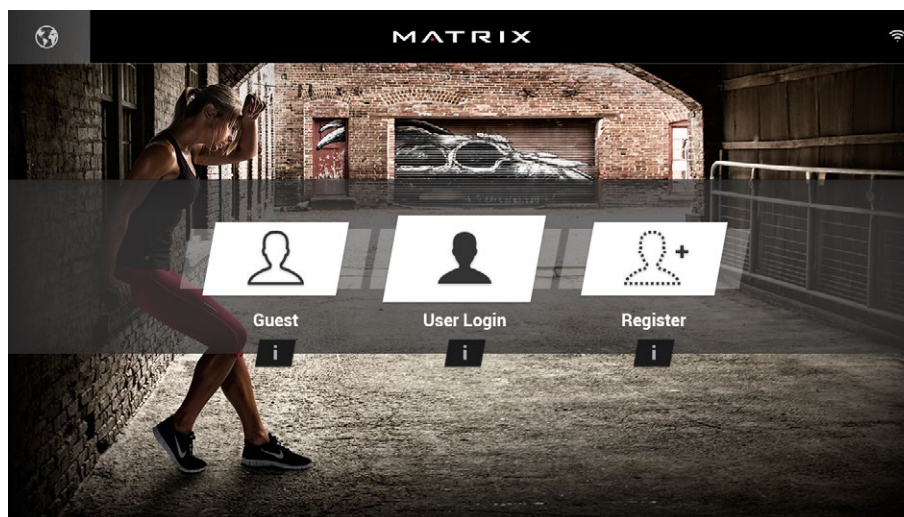 MATRIX
Guest
User Login
Register
i
i
i